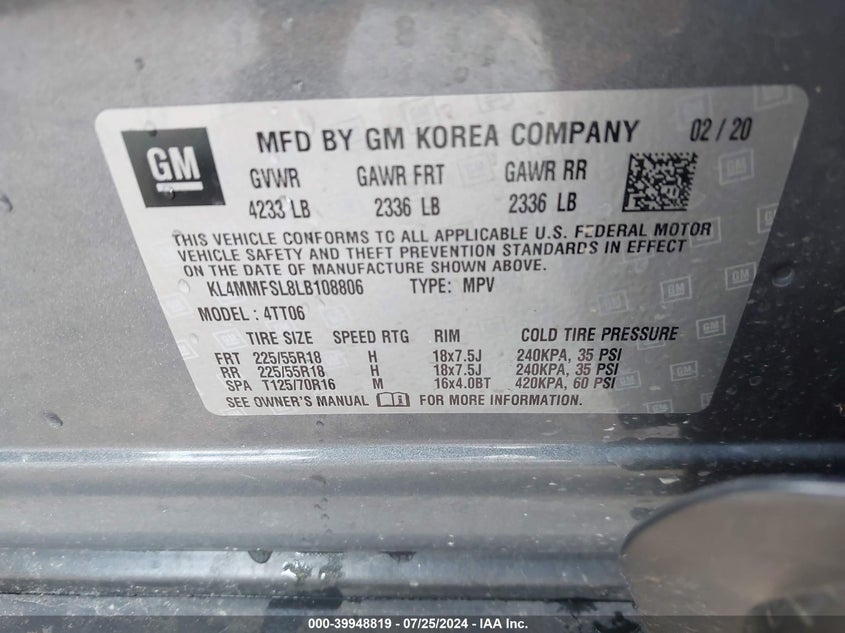 GM
MFD BY GM KOREA COMPANY 02 / 20
GVWR GAWR FRT GAWR RR
4233 LB 2336 LB 2336 LB
THIS VEHICLE CONFORMS TO ALL APPLICABLE U.S. FEDERAL MOTOR
VEHICLE SAFETY AND THEFT PREVENTION STANDARDS IN EFFECT
ON THE DATE OF MANUFACTURE SHOWN ABOVE.
KL4MMFSL8LB108806 TYPE: MPV
MODEL: 4TT06
TIRE SIZE SPEED RTG RIM COLD TIRE PRESSURE
FRT 225/55R18 H 18x7.5J 240KPA, 35 PSI
RR 225/55R18 H 18x7.5J 240KPA, 35 PSI
SPA T125/70R16 M 16x4.0BT 420KPA, 60 PSI
SEE OWNER'S MANUAL FOR MORE INFORMATION.
000-39948819 - 07/25/2024 - IAA Inc.